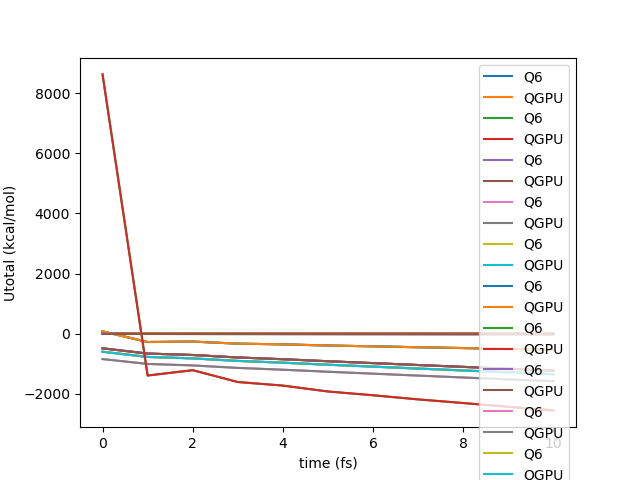 8000
6000
4000
2000
0
−2000
Utotal (kcal/mol)
0
2
4
6
8
10
time (fs)
Q6
QGPU
Q6
QGPU
Q6
QGPU
Q6
QGPU
Q6
QGPU
Q6
QGPU
Q6
QGPU
Q6
QGPU
Q6
QGPU
Q6
QGPU